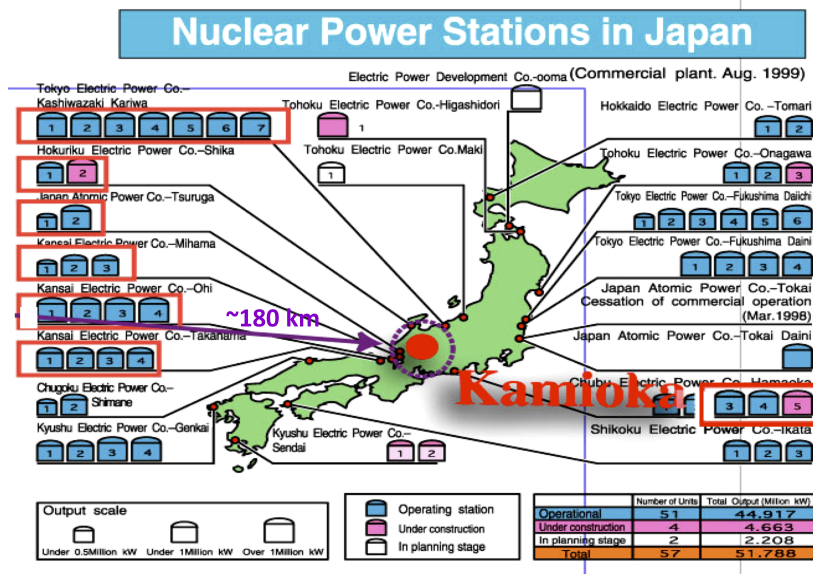 Nuclear Power Stations in Japan
(Commercial plant. Aug. 1999)
Electric Power Development Co.-ooma
Tokyo Electric Power Co.-
Kashiwazaki Kariwa
1 2 3 4 5 6 7
Tohoku Electric Power Co.-Higashidori
1
Hokkaido Electric Power Co.-Tomari
1 2
Hokuriku Electric Power Co.-Shika
1 2
Tohoku Electric Power Co.Maki
1
Tohoku Electric Power Co.-Onagawa
1 2 3
Japan Atomic Power Co.-Tsuruga
1 2
Tokyo Electric Power Co.-Fukushima Daiichi
1 2 3 4 5 6
Kansai Electric Power Co.-Mihama
1 2 3
Tokyo Electric Power Co.-Fukushima Daini
1 2 3 4
Kansai Electric Power Co.-Ohi
1 2 3 4
Japan Atomic Power Co.-Tokai
Cessation of commercial operation
(Mar.1998)
~180 km
Kansai Electric Power Co.-Takahama
1 2 3 4
Japan Atomic Power Co.-Tokai Daini
Kamioka
Chubu Electric Power Co.-Hamaoka
3 4 5
Chugoku Electric Power Co.-
Shimane
1 2
Kyushu Electric Power Co.-Genkai
1 2 3 4
Kyushu Electric Power Co.-
Sendai
1 2
Shikoku Electric Power Co.-Ikata
1 2 3
Output scale
Under 0.5Million kW Under 1Million kW Over 1Million kW
Operating station
Under construction
In planning stage
Number of Units Total Output (Million kW)
Operational 51 44.917
Under construction 4 4.663
In planning stage 2 2.208
Total 57 51.788